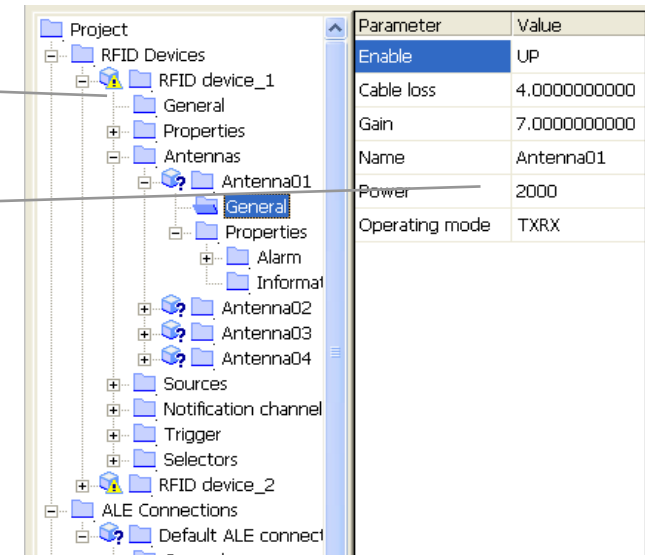 Project
RFID Devices
RFID device_1
General
Properties
Antennas
Antenna01
General
Properties
Alarm
Informat
Antenna02
Antenna03
Antenna04
Sources
Notification channel
Trigger
Selectors
RFID device_2
ALE Connections
Default ALE connect
Parameter Value
Enable UP
Cable loss 4.0000000000
Gain 7.0000000000
Name Antenna01
Power 2000
Operating mode TXRX